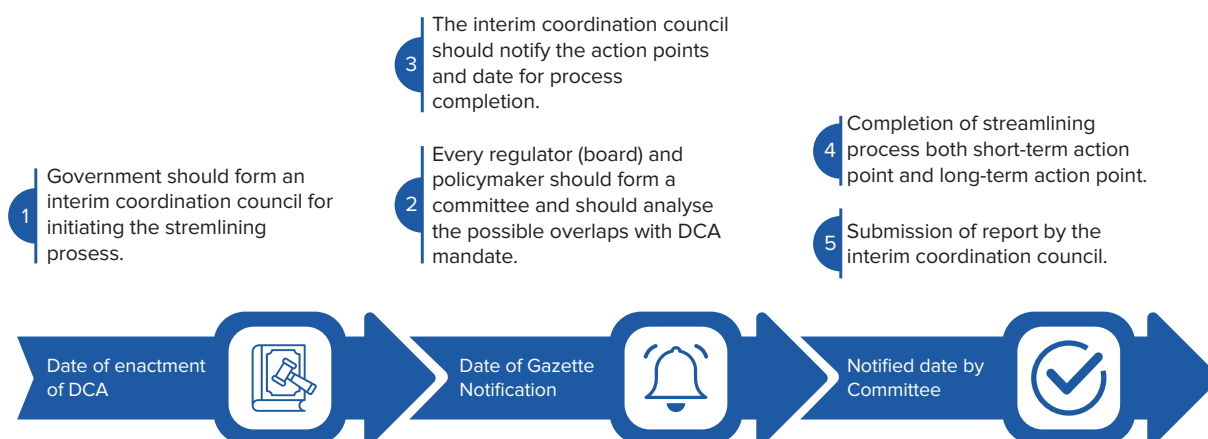 1
Government should form an
interim coordination council for
initiating the stremlining
prosess.
3
The interim coordination council
should notify the action points
and date for process
completion.
2
Every regulator (board) and
policymaker should form a
committee and should analyse
the possible overlaps with DCA
mandate.
4
Completion of streamlining
process both short-term action
point and long-term action point.
5
Submission of report by the
interim coordination council.
Date of enactment
of DCA
Date of Gazette
Notification
Notified date by
Committee